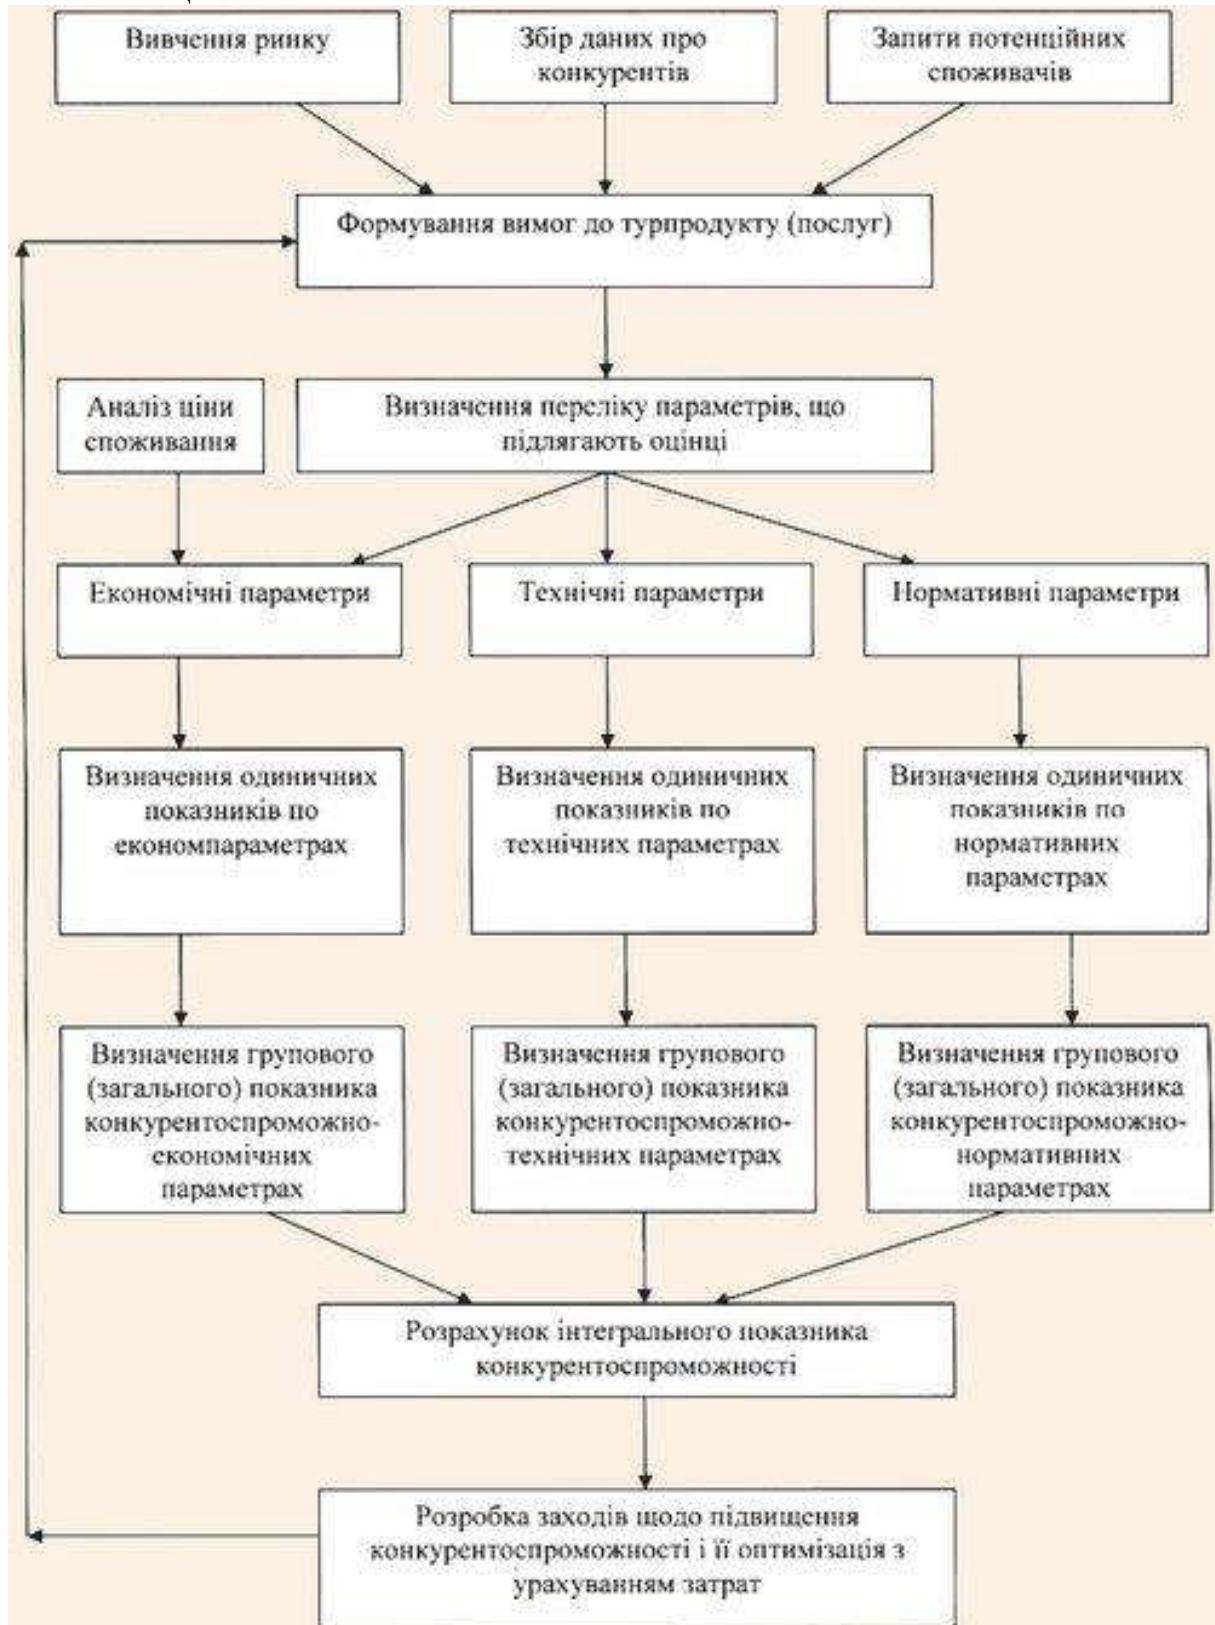 Вивчення ринку
Збір даних про
конкурентів
Запити потенційних
споживачів
Формування вимог до турпродукту (послуг)
Аналіз ціни
споживання
Визначення переліку параметрів, що
підлягають оцінці
Економічні параметри
Технічні параметри
Нормативні параметри
Визначення одиничних
показників по
економпараметрах
Визначення одиничних
показників по
технічних параметрах
Визначення одиничних
показників по
нормативних
параметрах
Визначення групового
(загального) показника
конкурентоспроможно-
економічних
параметрах
Визначення групового
(загального) показника
конкурентоспроможно-
технічних параметрах
Визначення групового
(загального) показника
конкурентоспроможно-
нормативних
параметрах
Розрахунок інтегрального показника
конкурентоспроможності
Розробка заходів щодо підвищення
конкурентоспроможності і її оптимізація з
урахуванням затрат